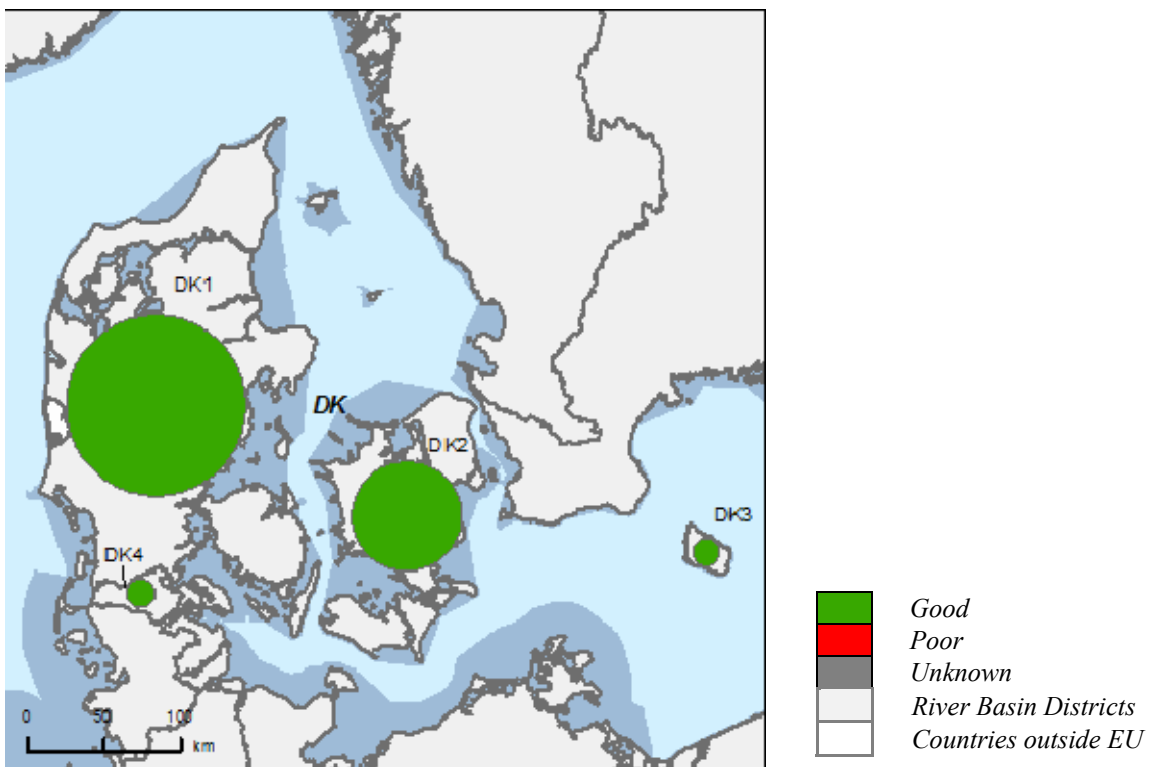 DK1
DK
DK2
DK3
DK4
0 50 100
km
Good
Poor
Unknown
River Basin Districts
Countries outside EU